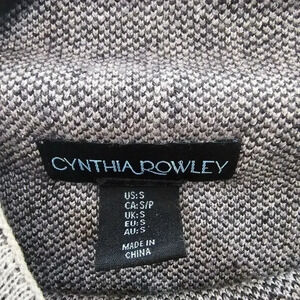 CYNTHIA ROWLEY
US:S
CA:S/P
UK:S
EU:S
AU:S
MADE IN
CHINA